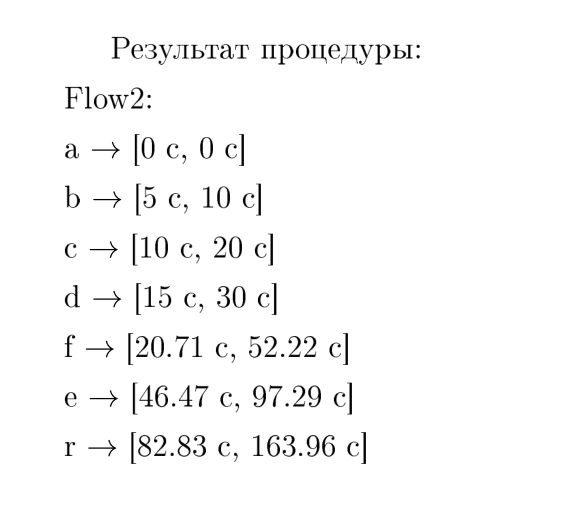 Результат процедуры:
Flow2:
a → [0 с, 0 с]
b → [5 с, 10 с]
c → [10 с, 20 с]
d → [15 с, 30 с]
f → [20.71 с, 52.22 с]
e → [46.47 с, 97.29 с]
r → [82.83 с, 163.96 с]